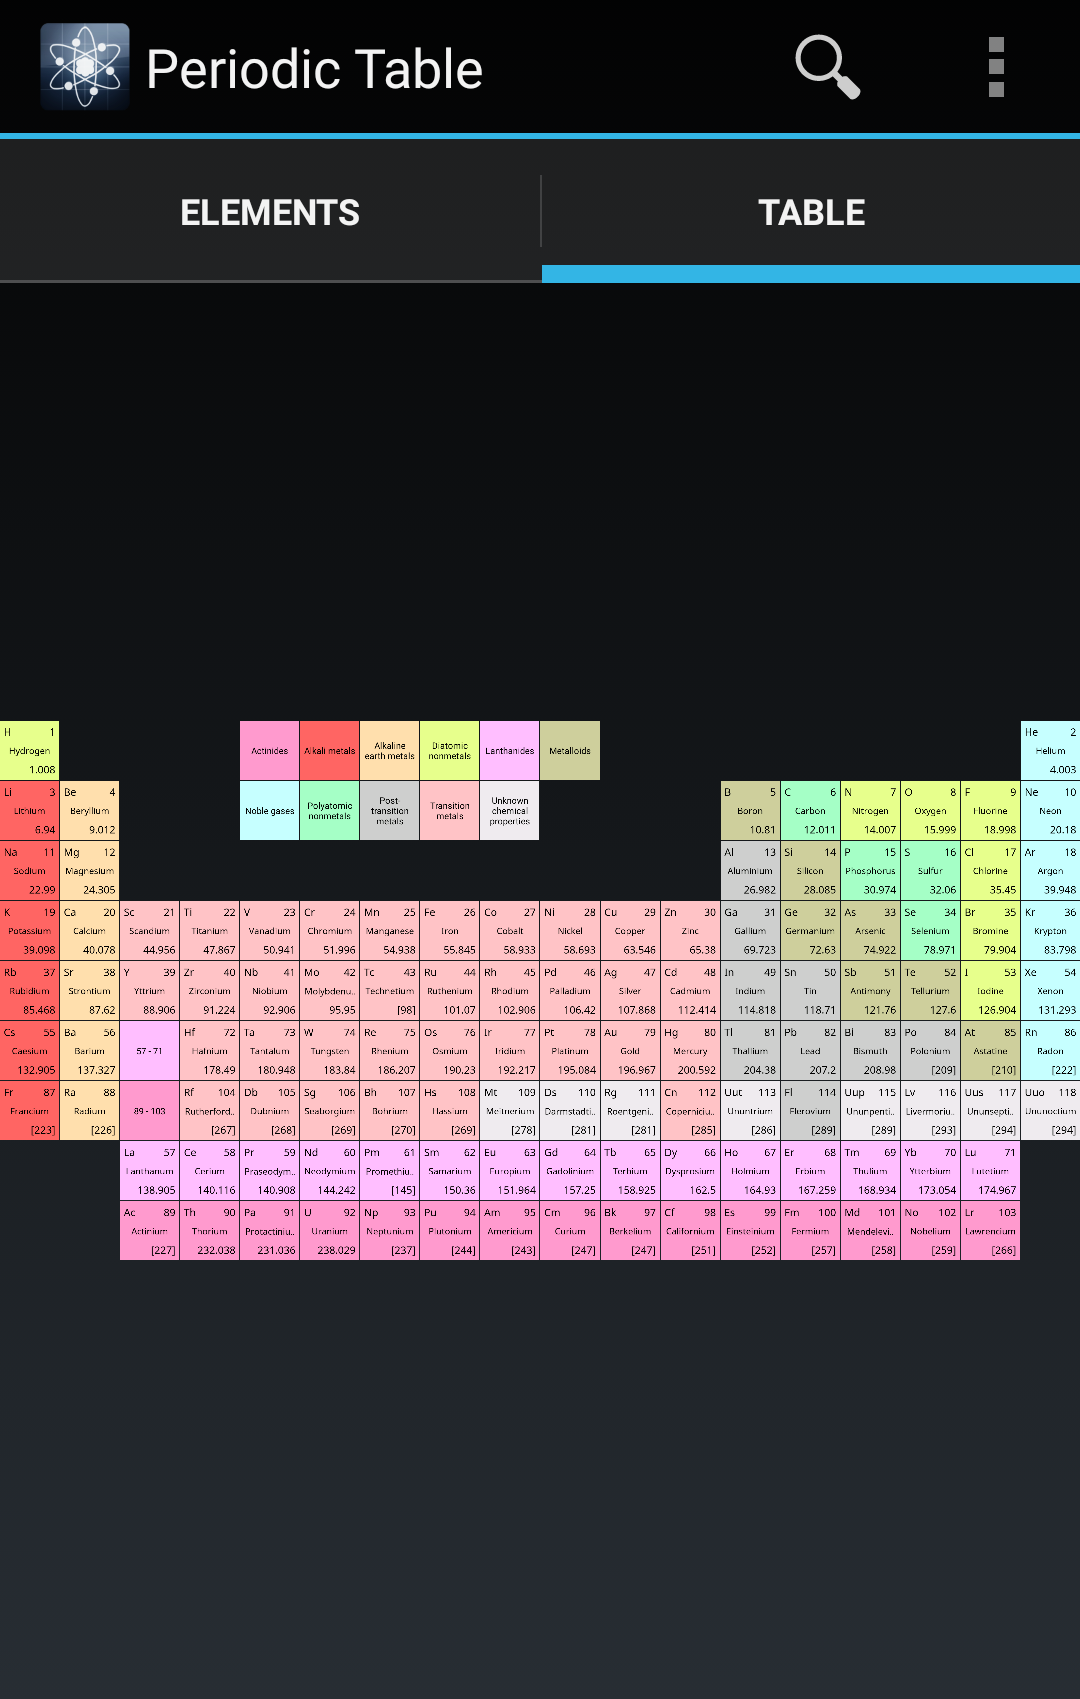 Periodic Table
ELEMENTS TABLE
H 1 Hydrogen 1.008
Actinides
Alkali metals
Alkaline earth metals
Diatomic nonmetals
Lanthanides
Metalloids
He 2 Helium 4.003
Li 3 Lithium 6.94
Be 4 Beryllium 9.012
Noble gases
Polyatomic nonmetals
Post-transition metals
Transition metals
Unknown chemical properties
B 5 Boron 10.81
C 6 Carbon 12.011
N 7 Nitrogen 14.007
O 8 Oxygen 15.999
F 9 Fluorine 18.998
Ne 10 Neon 20.18
Na 11 Sodium 22.99
Mg 12 Magnesium 24.305
Al 13 Aluminium 26.982
Si 14 Silicon 28.085
P 15 Phosphorus 30.974
S 16 Sulfur 32.06
Cl 17 Chlorine 35.45
Ar 18 Argon 39.948
K 19 Potassium 39.098
Ca 20 Calcium 40.078
Sc 21 Scandium 44.956
Ti 22 Titanium 47.867
V 23 Vanadium 50.941
Cr 24 Chromium 51.996
Mn 25 Manganese 54.938
Fe 26 Iron 55.845
Co 27 Cobalt 58.933
Ni 28 Nickel 58.693
Cu 29 Copper 63.546
Zn 30 Zinc 65.38
Ga 31 Gallium 69.723
Ge 32 Germanium 72.63
As 33 Arsenic 74.922
Se 34 Selenium 78.971
Br 35 Bromine 79.904
Kr 36 Krypton 83.798
Rb 37 Rubidium 85.468
Sr 38 Strontium 87.62
Y 39 Yttrium 88.906
Zr 40 Zirconium 91.224
Nb 41 Niobium 92.906
Mo 42 Molybdenu.. 95.95
Tc 43 Technetium [98]
Ru 44 Ruthenium 101.07
Rh 45 Rhodium 102.906
Pd 46 Palladium 106.42
Ag 47 Silver 107.868
Cd 48 Cadmium 112.414
In 49 Indium 114.818
Sn 50 Tin 118.71
Sb 51 Antimony 121.76
Te 52 Tellurium 127.6
I 53 Iodine 126.904
Xe 54 Xenon 131.293
Cs 55 Caesium 132.905
Ba 56 Barium 137.327
57 - 71
Hf 72 Hafnium 178.49
Ta 73 Tantalum 180.948
W 74 Tungsten 183.84
Re 75 Rhenium 186.207
Os 76 Osmium 190.23
Ir 77 Iridium 192.217
Pt 78 Platinum 195.084
Au 79 Gold 196.967
Hg 80 Mercury 200.592
Tl 81 Thallium 204.38
Pb 82 Lead 207.2
Bi 83 Bismuth 208.98
Po 84 Polonium [209]
At 85 Astatine [210]
Rn 86 Radon [222]
Fr 87 Francium [223]
Ra 88 Radium [226]
89 - 103
Rf 104 Rutherford.. [267]
Db 105 Dubnium [268]
Sg 106 Seaborgium [269]
Bh 107 Bohrium [270]
Hs 108 Hassium [269]
Mt 109 Meitnerium [278]
Ds 110 Darmstadti.. [281]
Rg 111 Roentgeni.. [281]
Cn 112 Coperniciu.. [285]
Uut 113 Ununtrium [286]
Fl 114 Flerovium [289]
Uup 115 Ununpenti.. [289]
Lv 116 Livermoriu.. [293]
Uus 117 Ununsepti.. [294]
Uuo 118 Ununoctium [294]
La 57 Lanthanum 138.905
Ce 58 Cerium 140.116
Pr 59 Praseodym.. 140.908
Nd 60 Neodymium 144.242
Pm 61 Promethiu.. [145]
Sm 62 Samarium 150.36
Eu 63 Europium 151.964
Gd 64 Gadolinium 157.25
Tb 65 Terbium 158.925
Dy 66 Dysprosium 162.5
Ho 67 Holmium 164.93
Er 68 Erbium 167.259
Tm 69 Thulium 168.934
Yb 70 Ytterbium 173.054
Lu 71 Lutetium 174.967
Ac 89 Actinium [227]
Th 90 Thorium 232.038
Pa 91 Protactiniu.. 231.036
U 92 Uranium 238.029
Np 93 Neptunium [237]
Pu 94 Plutonium [244]
Am 95 Americium [243]
Cm 96 Curium [247]
Bk 97 Berkelium [247]
Cf 98 Californium [251]
Es 99 Einsteinium [252]
Fm 100 Fermium [257]
Md 101 Mendelevi.. [258]
No 102 Nobelium [259]
Lr 103 Lawrencium [266]